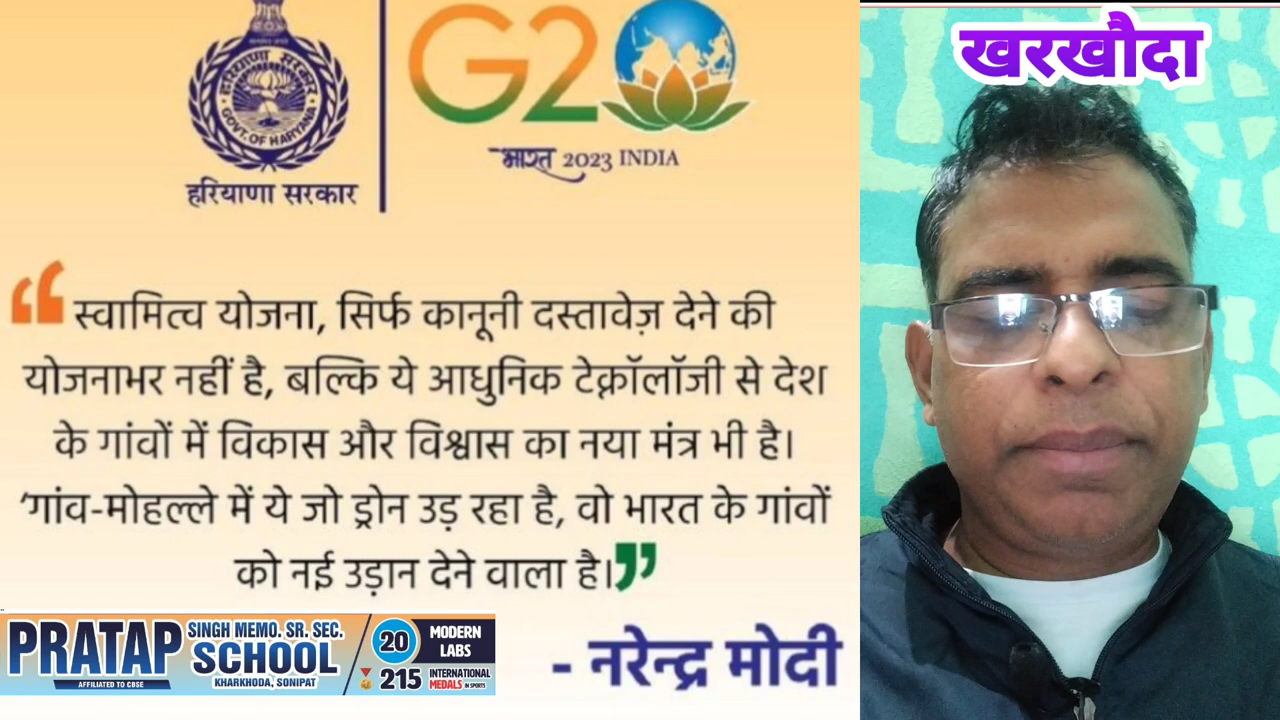 हरियाणा सरकार
GOVT. OF HARYANA
हरियाणा सरकार
G20
भारत 2023 INDIA
खरखौदा
“स्वामित्व योजना, सिर्फ कानूनी दस्तावेज़ देने की
योजनाभर नहीं है, बल्कि ये आधुनिक टेक्नॉलॉजी से देश
के गांवों में विकास और विश्वास का नया मंत्र भी है।
‘गांव-मोहल्ले में ये जो ड्रोन उड़ रहा है, वो भारत के गांवों
को नई उड़ान देने वाला है।”
- नरेन्द्र मोदी
PRATAP
AFFILIATED TO CBSE
SINGH MEMO. SR. SEC.
SCHOOL
KHARKHODA, SONIPAT
20 MODERN
LABS
215 INTERNATIONAL
MEDALS IN SPORTS